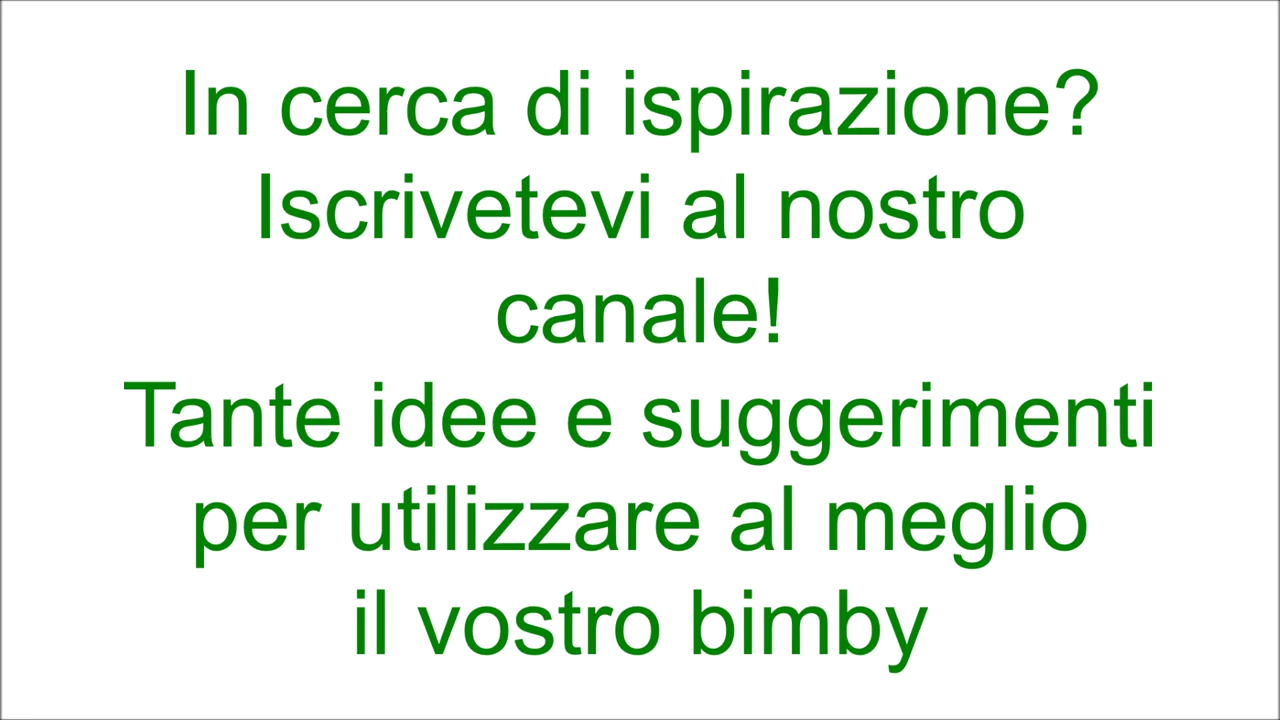 In cerca di ispirazione?
Iscrivetevi al nostro
canale!
Tante idee e suggerimenti
per utilizzare al meglio
il vostro bimby